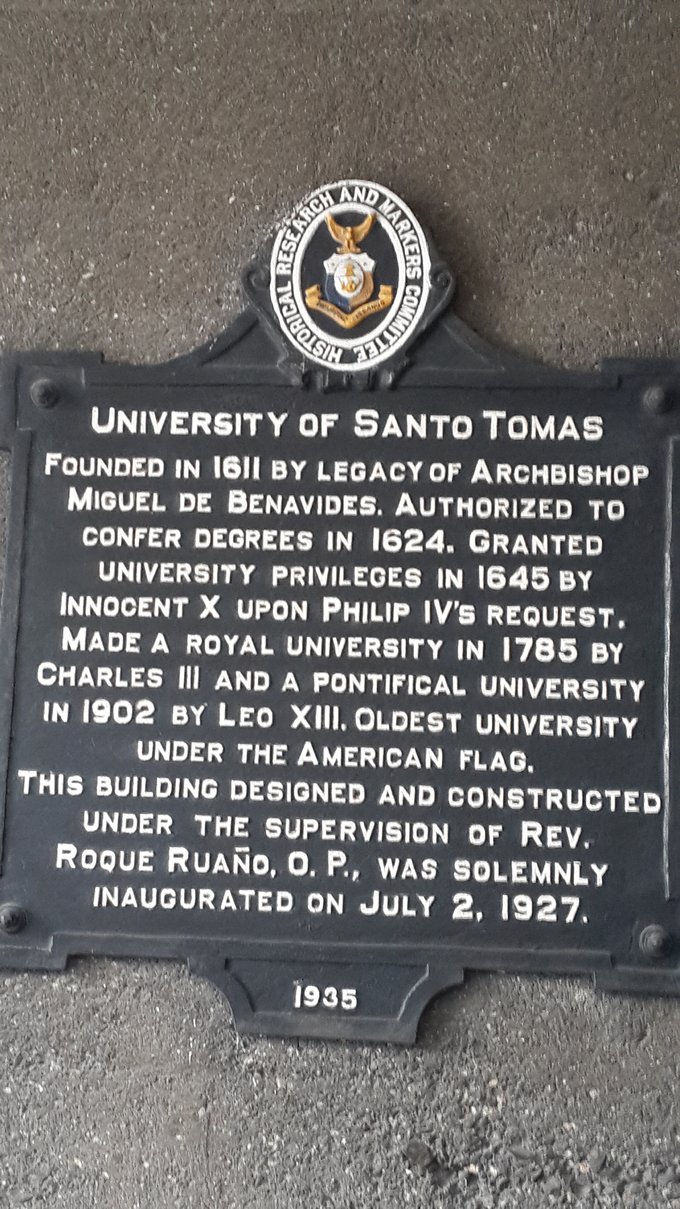 HISTORICAL RESEARCH AND MARKERS COMMITTEE
UNIVERSITY OF SANTO TOMAS
FOUNDED IN 1611 BY LEGACY OF ARCHBISHOP
MIGUEL DE BENAVIDES. AUTHORIZED TO
CONFER DEGREES IN 1624. GRANTED
UNIVERSITY PRIVILEGES IN 1645 BY
INNOCENT X UPON PHILIP IV'S REQUEST.
MADE A ROYAL UNIVERSITY IN 1785 BY
CHARLES III AND A PONTIFICAL UNIVERSITY
IN 1902 BY LEO XIII. OLDEST UNIVERSITY
UNDER THE AMERICAN FLAG.
THIS BUILDING DESIGNED AND CONSTRUCTED
UNDER THE SUPERVISION OF REV.
ROQUE RUAÑO, O. P., WAS SOLEMNLY
INAUGURATED ON JULY 2, 1927.
1935